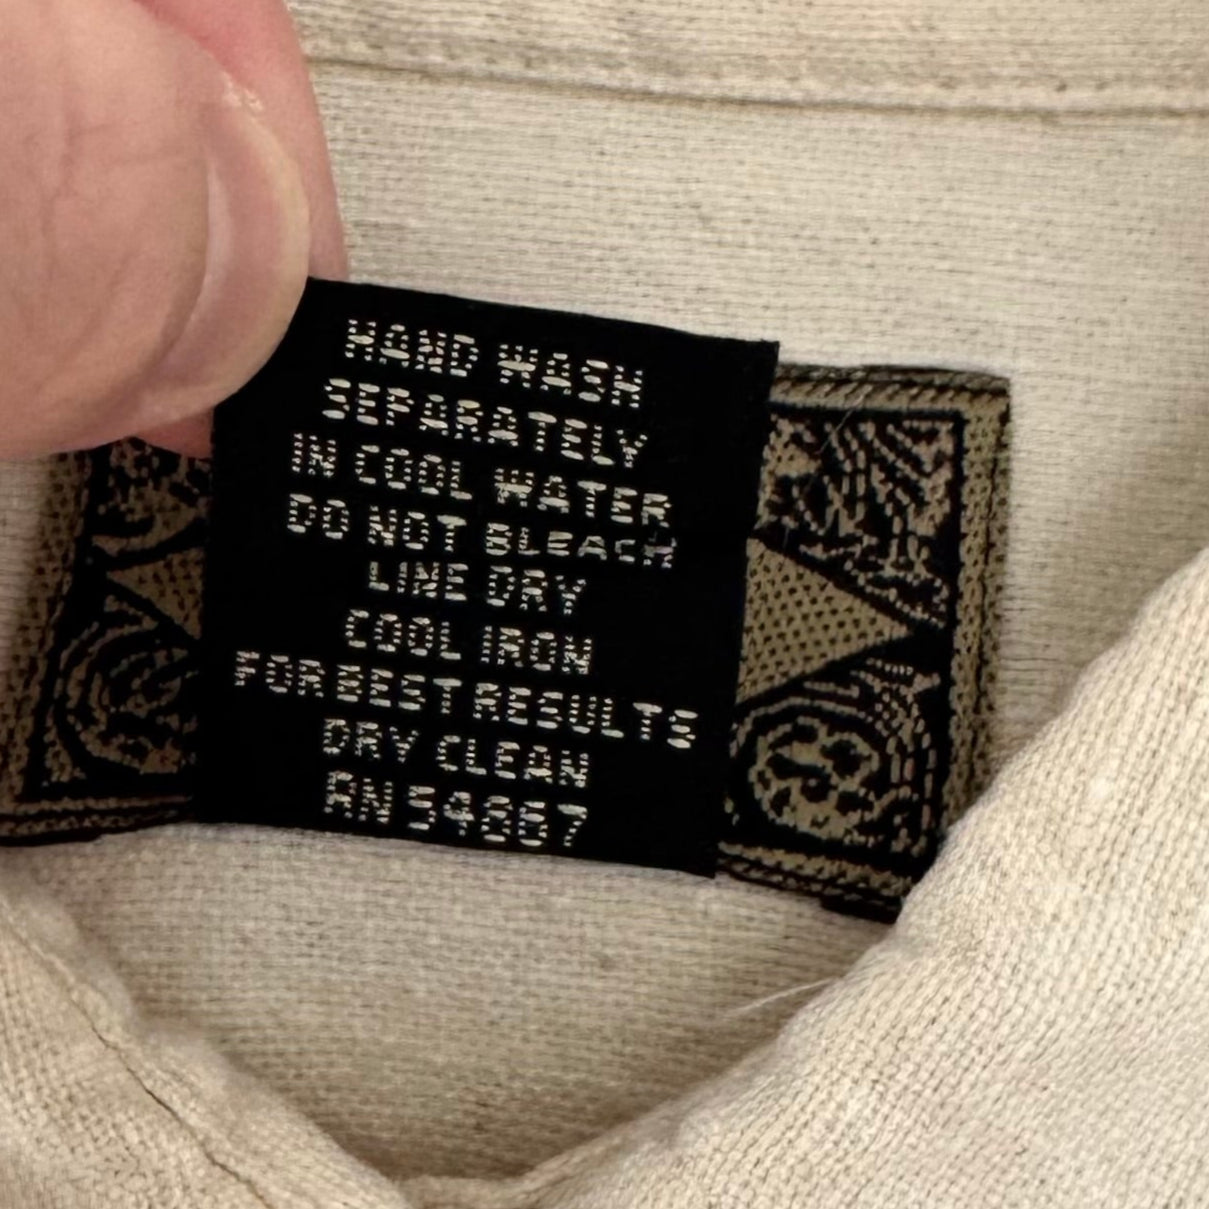 HAND WASH
SEPARATELY
IN COOL WATER
DO NOT BLEACH
LINE DRY
COOL IRON
FOR BEST RESULTS
DRY CLEAN
RN 54867